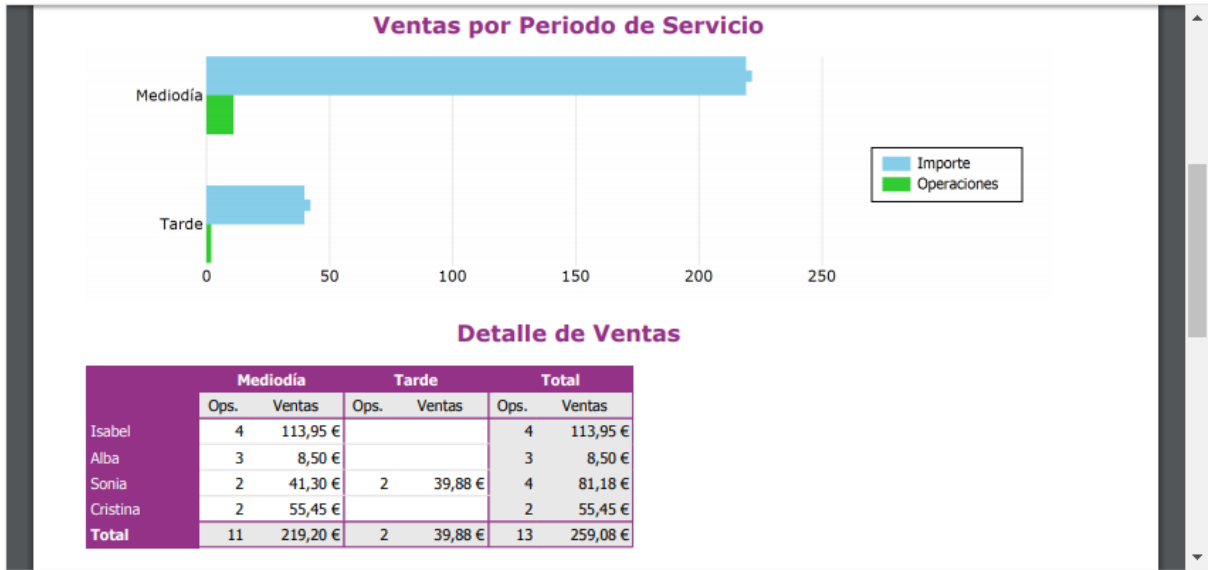 Ventas por Periodo de Servicio
Mediodía
Importe
Operaciones
Tarde
0 50 100 150 200 250
Detalle de Ventas
Mediodía Tarde Total
Ops. Ventas Ops. Ventas Ops. Ventas
Isabel 4 113,95 € 4 113,95 €
Alba 3 8,50 € 3 8,50 €
Sonia 2 41,30 € 2 39,88 € 4 81,18 €
Cristina 2 55,45 € 2 55,45 €
Total 11 219,20 € 2 39,88 € 13 259,08 €